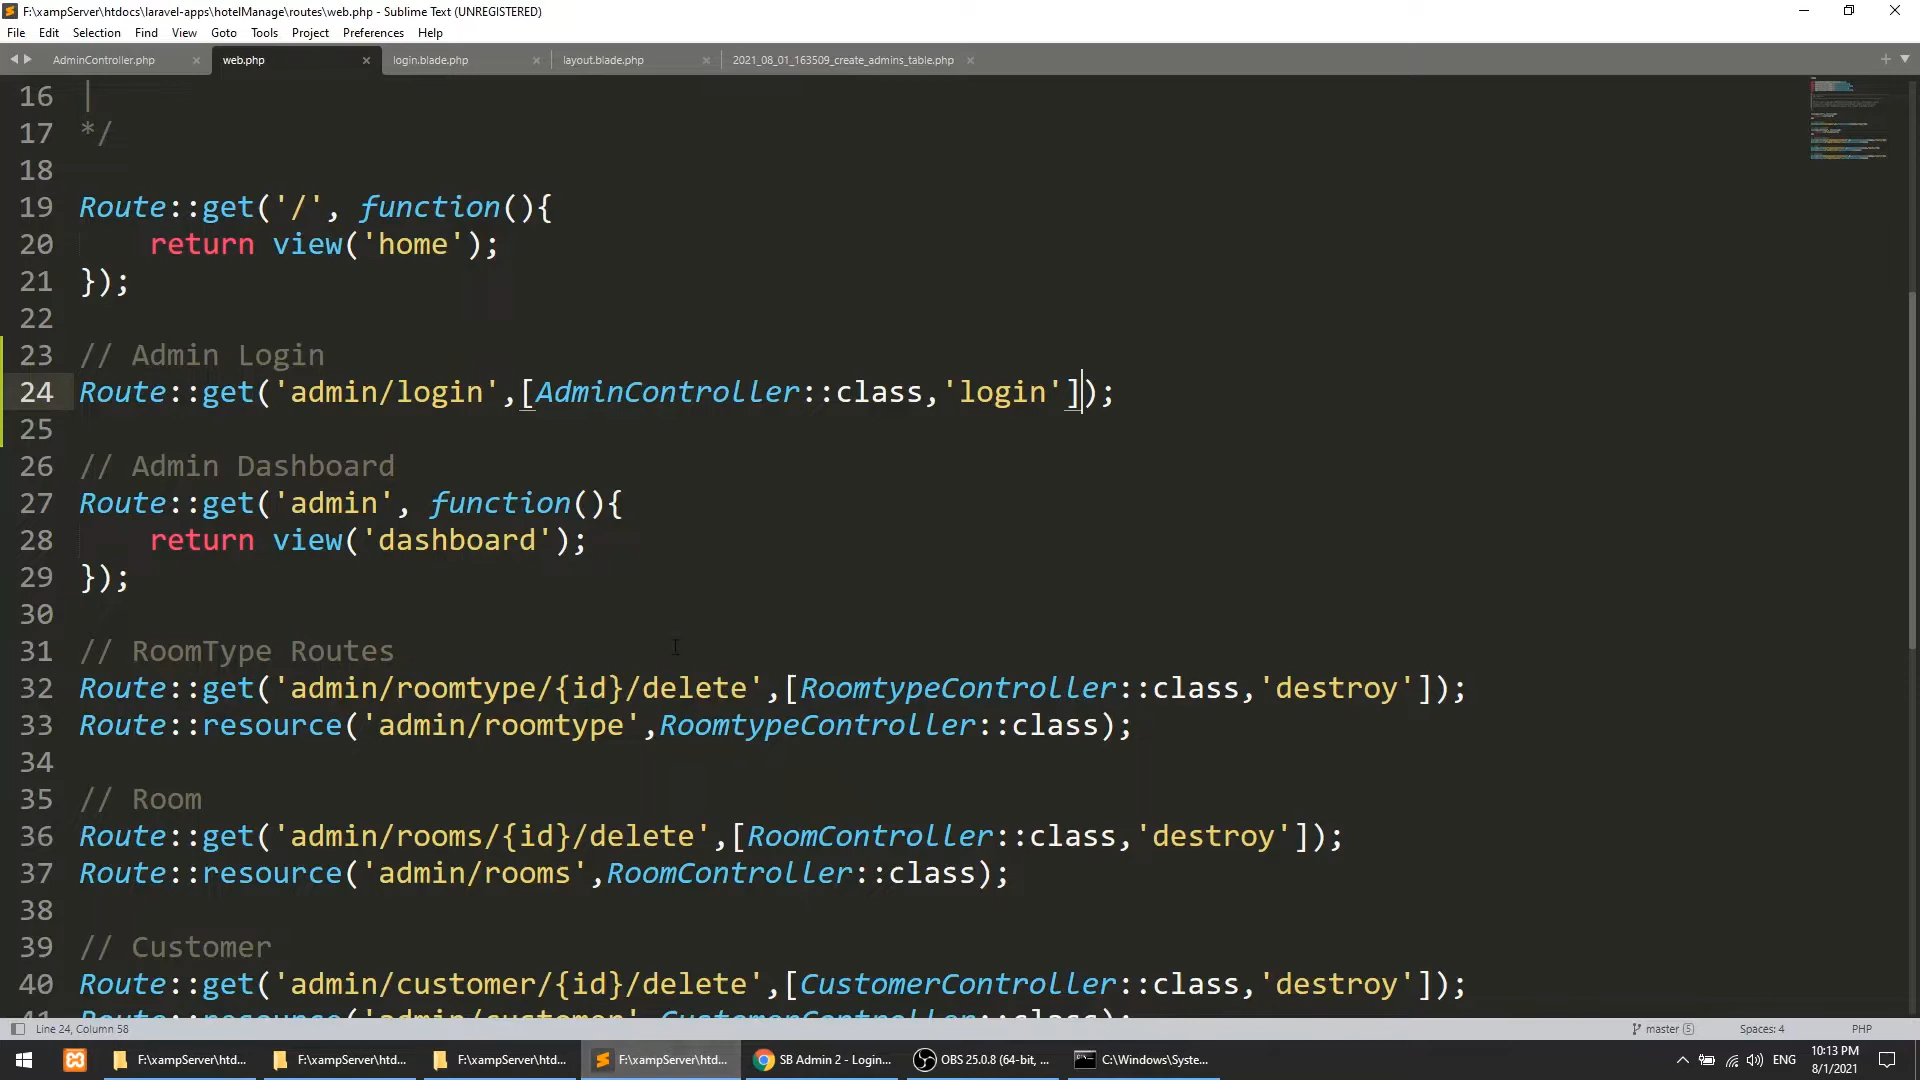 F:\xampServer\htdocs\laravel-apps\hotelManage\routes\web.php - Sublime Text (UNREGISTERED)
File Edit Selection Find View Goto Tools Project Preferences Help
AdminController.php × web.php × login.blade.php × layout.blade.php × 2021_08_01_163509_create_admins_table.php ×
16 |
17 */
18
19 Route::get('/', function(){
20 return view('home');
21 });
22
23 // Admin Login
24 Route::get('admin/login',[AdminController::class,'login']);
25
26 // Admin Dashboard
27 Route::get('admin', function(){
28 return view('dashboard');
29 });
30
31 // RoomType Routes
32 Route::get('admin/roomtype/{id}/delete',[RoomtypeController::class,'destroy']);
33 Route::resource('admin/roomtype',RoomtypeController::class);
34
35 // Room
36 Route::get('admin/rooms/{id}/delete',[RoomController::class,'destroy']);
37 Route::resource('admin/rooms',RoomController::class);
38
39 // Customer
40 Route::get('admin/customer/{id}/delete',[CustomerController::class,'destroy']);
41 Route::resource('admin/customer',CustomerController::class);
Line 24, Column 58 master 5 Spaces: 4 PHP
F:\xampServer\htd... F:\xampServer\htd... F:\xampServer\htd... F:\xampServer\htd... SB Admin 2 - Login... OBS 25.0.8 (64-bit, ... C:\Windows\Syste... ENG 10:13 PM
8/1/2021